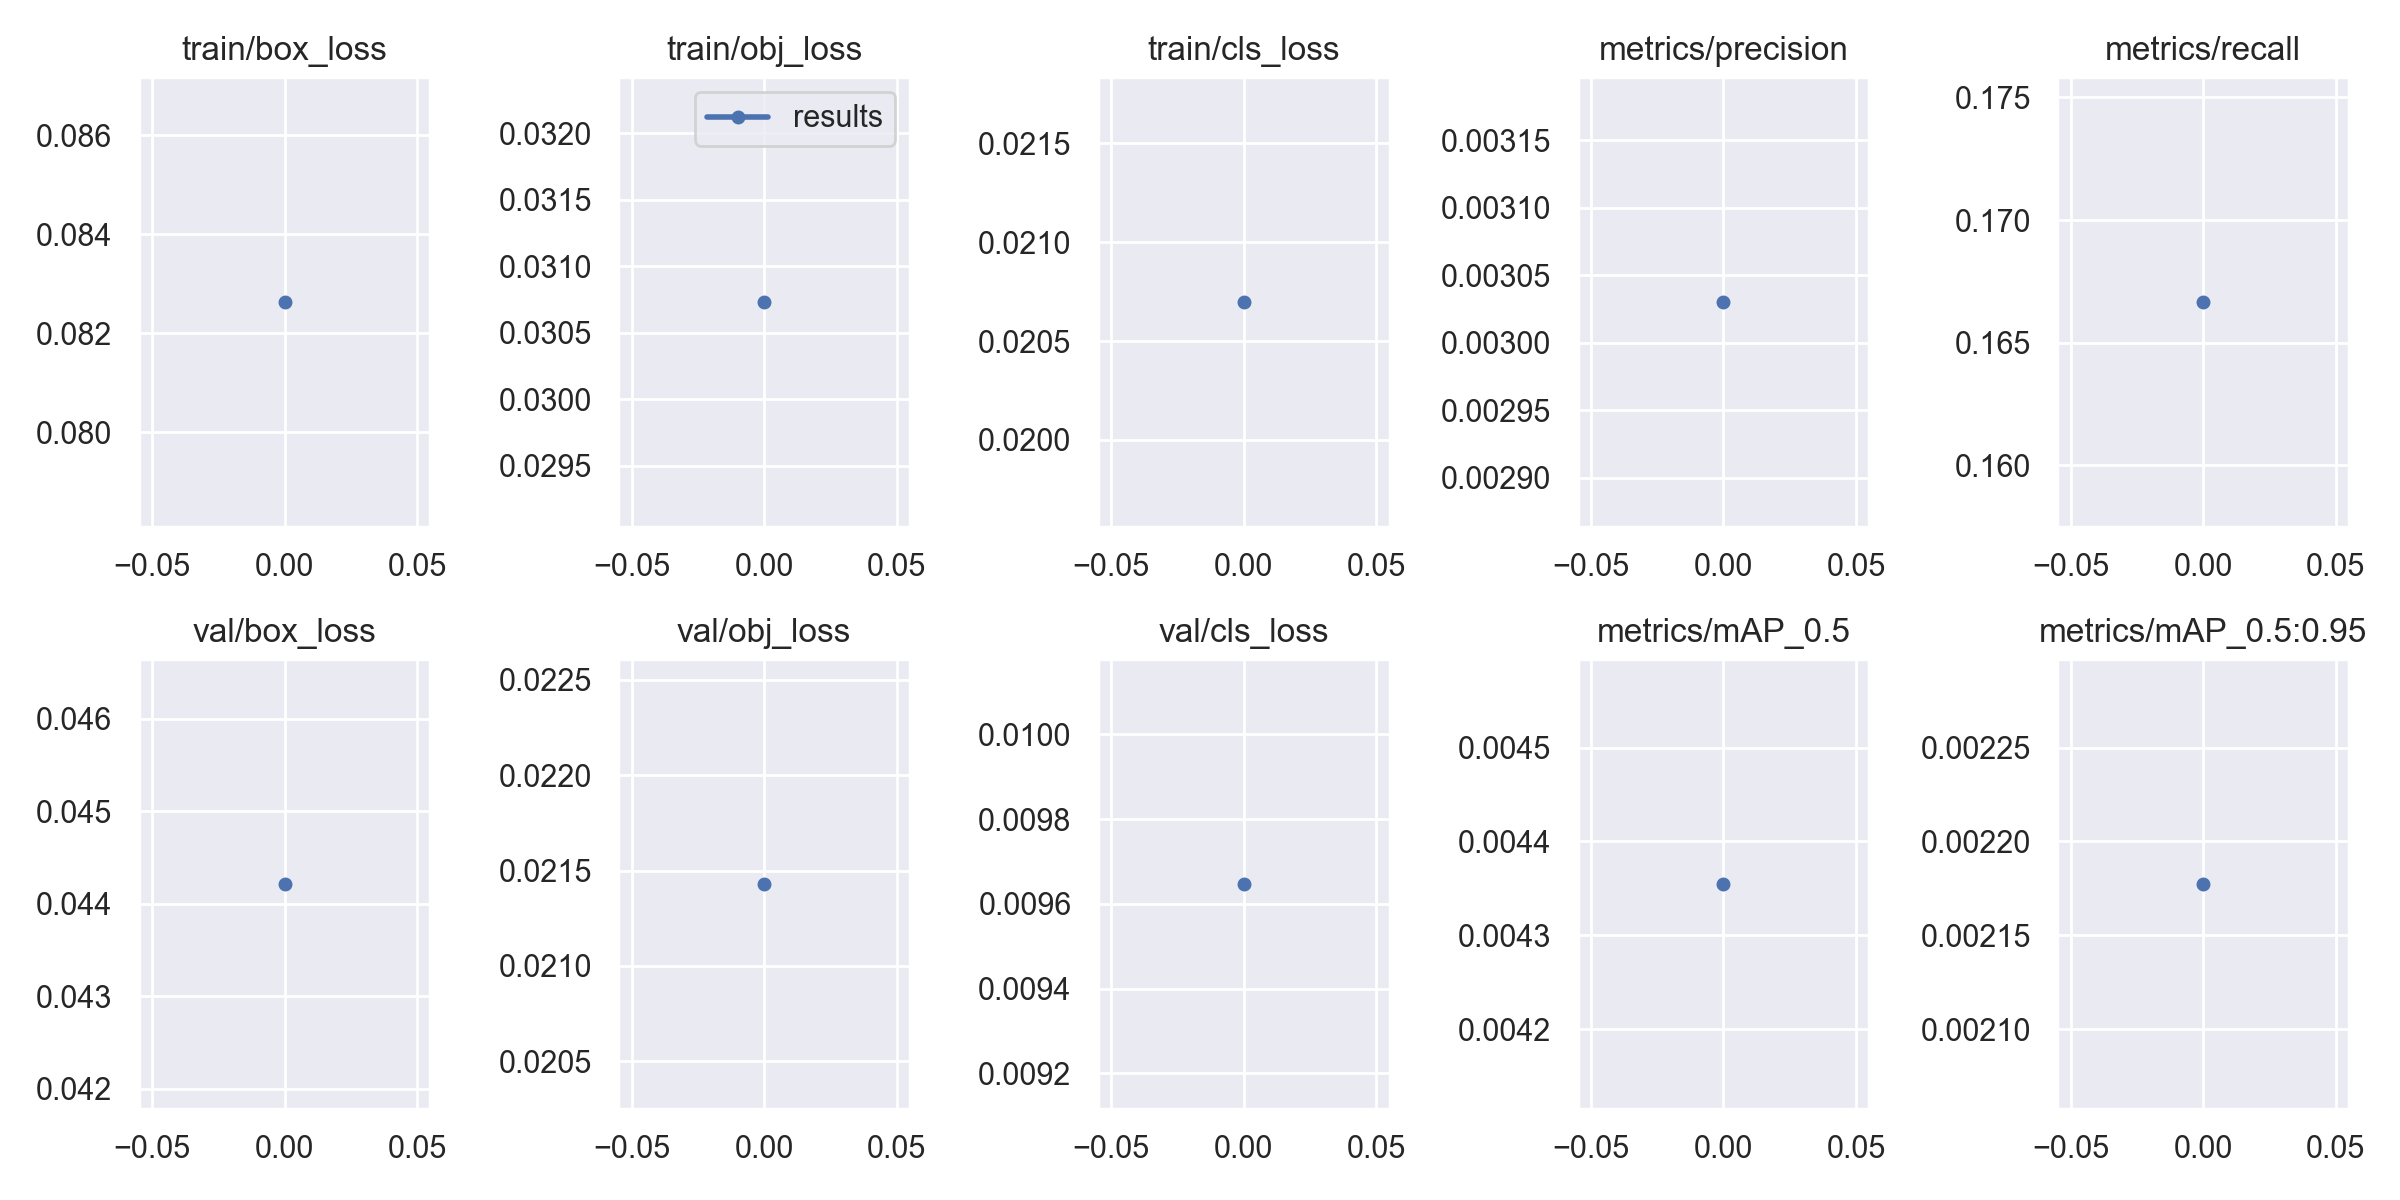 train/box_loss
0.086
0.084
0.082
0.080
−0.05 0.00 0.05
train/obj_loss
results
0.0320
0.0315
0.0310
0.0305
0.0300
0.0295
−0.05 0.00 0.05
train/cls_loss
0.0215
0.0210
0.0205
0.0200
−0.05 0.00 0.05
metrics/precision
0.00315
0.00310
0.00305
0.00300
0.00295
0.00290
−0.05 0.00 0.05
metrics/recall
0.175
0.170
0.165
0.160
−0.05 0.00 0.05
val/box_loss
0.046
0.045
0.044
0.043
0.042
−0.05 0.00 0.05
val/obj_loss
0.0225
0.0220
0.0215
0.0210
0.0205
−0.05 0.00 0.05
val/cls_loss
0.0100
0.0098
0.0096
0.0094
0.0092
−0.05 0.00 0.05
metrics/mAP_0.5
0.0045
0.0044
0.0043
0.0042
−0.05 0.00 0.05
metrics/mAP_0.5:0.95
0.00225
0.00220
0.00215
0.00210
−0.05 0.00 0.05